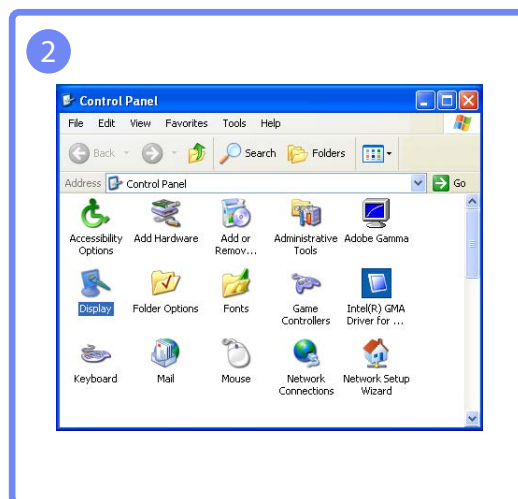 2
Control Panel
File Edit View Favorites Tools Help
Back Search Folders
Address Control Panel Go
Accessibility Options
Add Hardware
Add or Remov...
Administrative Tools
Adobe Gamma
Display
Folder Options
Fonts
Game Controllers
Intel(R) GMA Driver for ...
Keyboard
Mail
Mouse
Network Connections
Network Setup Wizard